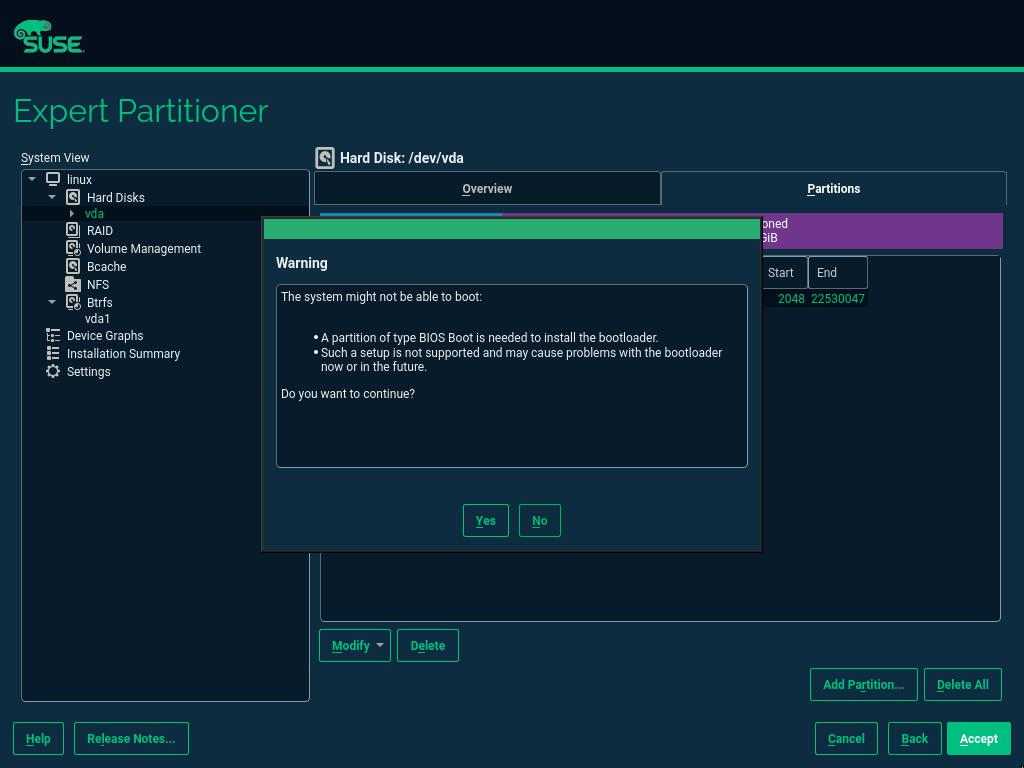 SUSE
Expert Partitioner
System View
linux
Hard Disks
vda
RAID
Volume Management
Bcache
NFS
Btrfs
vda1
Device Graphs
Installation Summary
Settings
Hard Disk: /dev/vda
Overview
Partitions
Start
End
2048
22530047
Warning
The system might not be able to boot:
• A partition of type BIOS Boot is needed to install the bootloader.
• Such a setup is not supported and may cause problems with the bootloader
now or in the future.
Do you want to continue?
Yes
No
Modify
Delete
Add Partition...
Delete All
Help
Release Notes...
Cancel
Back
Accept